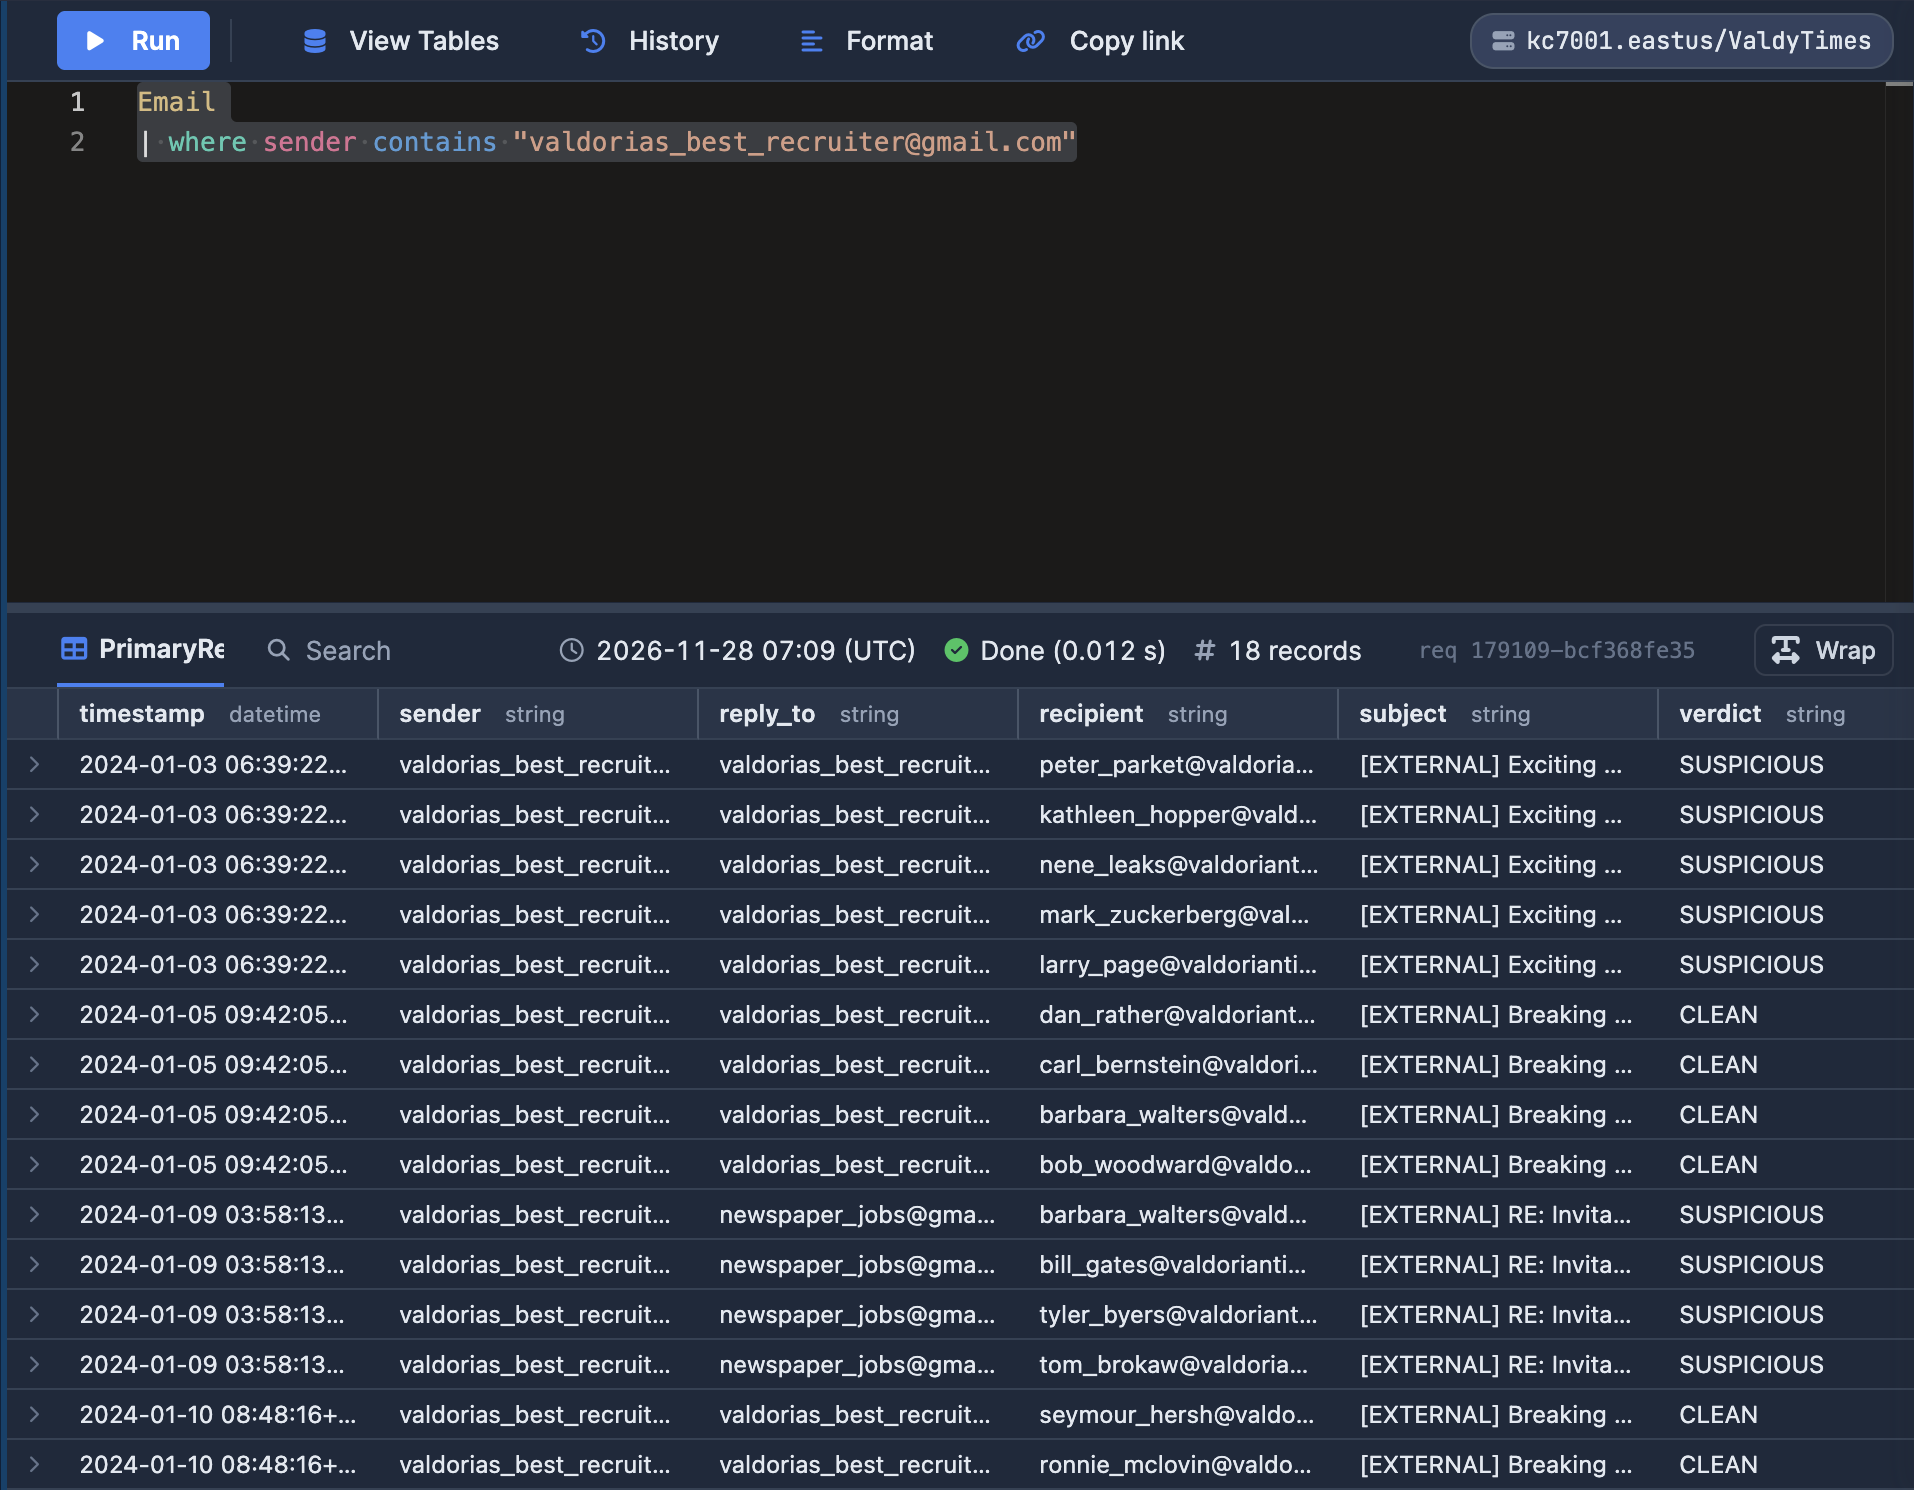 Run View Tables History Format Copy link kc7001.eastus/ValdyTimes
1 Email
2 | where sender contains "valdorias_best_recruiter@gmail.com"
PrimaryRe Search 2026-11-28 07:09 (UTC) Done (0.012 s) # 18 records req 179109-bcf368fe35 Wrap
timestamp datetime sender string reply_to string recipient string subject string verdict string
2024-01-03 06:39:22... valdorias_best_recruit... valdorias_best_recruit... peter_parket@valdoria... [EXTERNAL] Exciting ... SUSPICIOUS
2024-01-03 06:39:22... valdorias_best_recruit... valdorias_best_recruit... kathleen_hopper@vald... [EXTERNAL] Exciting ... SUSPICIOUS
2024-01-03 06:39:22... valdorias_best_recruit... valdorias_best_recruit... nene_leaks@valdoriant... [EXTERNAL] Exciting ... SUSPICIOUS
2024-01-03 06:39:22... valdorias_best_recruit... valdorias_best_recruit... mark_zuckerberg@val... [EXTERNAL] Exciting ... SUSPICIOUS
2024-01-03 06:39:22... valdorias_best_recruit... valdorias_best_recruit... larry_page@valdorianti... [EXTERNAL] Exciting ... SUSPICIOUS
2024-01-05 09:42:05... valdorias_best_recruit... valdorias_best_recruit... dan_rather@valdoriant... [EXTERNAL] Breaking ... CLEAN
2024-01-05 09:42:05... valdorias_best_recruit... valdorias_best_recruit... carl_bernstein@valdori... [EXTERNAL] Breaking ... CLEAN
2024-01-05 09:42:05... valdorias_best_recruit... valdorias_best_recruit... barbara_walters@vald... [EXTERNAL] Breaking ... CLEAN
2024-01-05 09:42:05... valdorias_best_recruit... valdorias_best_recruit... bob_woodward@valdo... [EXTERNAL] Breaking ... CLEAN
2024-01-09 03:58:13... valdorias_best_recruit... newspaper_jobs@gma... barbara_walters@vald... [EXTERNAL] RE: Invita... SUSPICIOUS
2024-01-09 03:58:13... valdorias_best_recruit... newspaper_jobs@gma... bill_gates@valdorianti... [EXTERNAL] RE: Invita... SUSPICIOUS
2024-01-09 03:58:13... valdorias_best_recruit... newspaper_jobs@gma... tyler_byers@valdoriant... [EXTERNAL] RE: Invita... SUSPICIOUS
2024-01-09 03:58:13... valdorias_best_recruit... newspaper_jobs@gma... tom_brokaw@valdoria... [EXTERNAL] RE: Invita... SUSPICIOUS
2024-01-10 08:48:16+... valdorias_best_recruit... valdorias_best_recruit... seymour_hersh@valdo... [EXTERNAL] Breaking ... CLEAN
2024-01-10 08:48:16+... valdorias_best_recruit... valdorias_best_recruit... ronnie_mclovin@valdo... [EXTERNAL] Breaking ... CLEAN